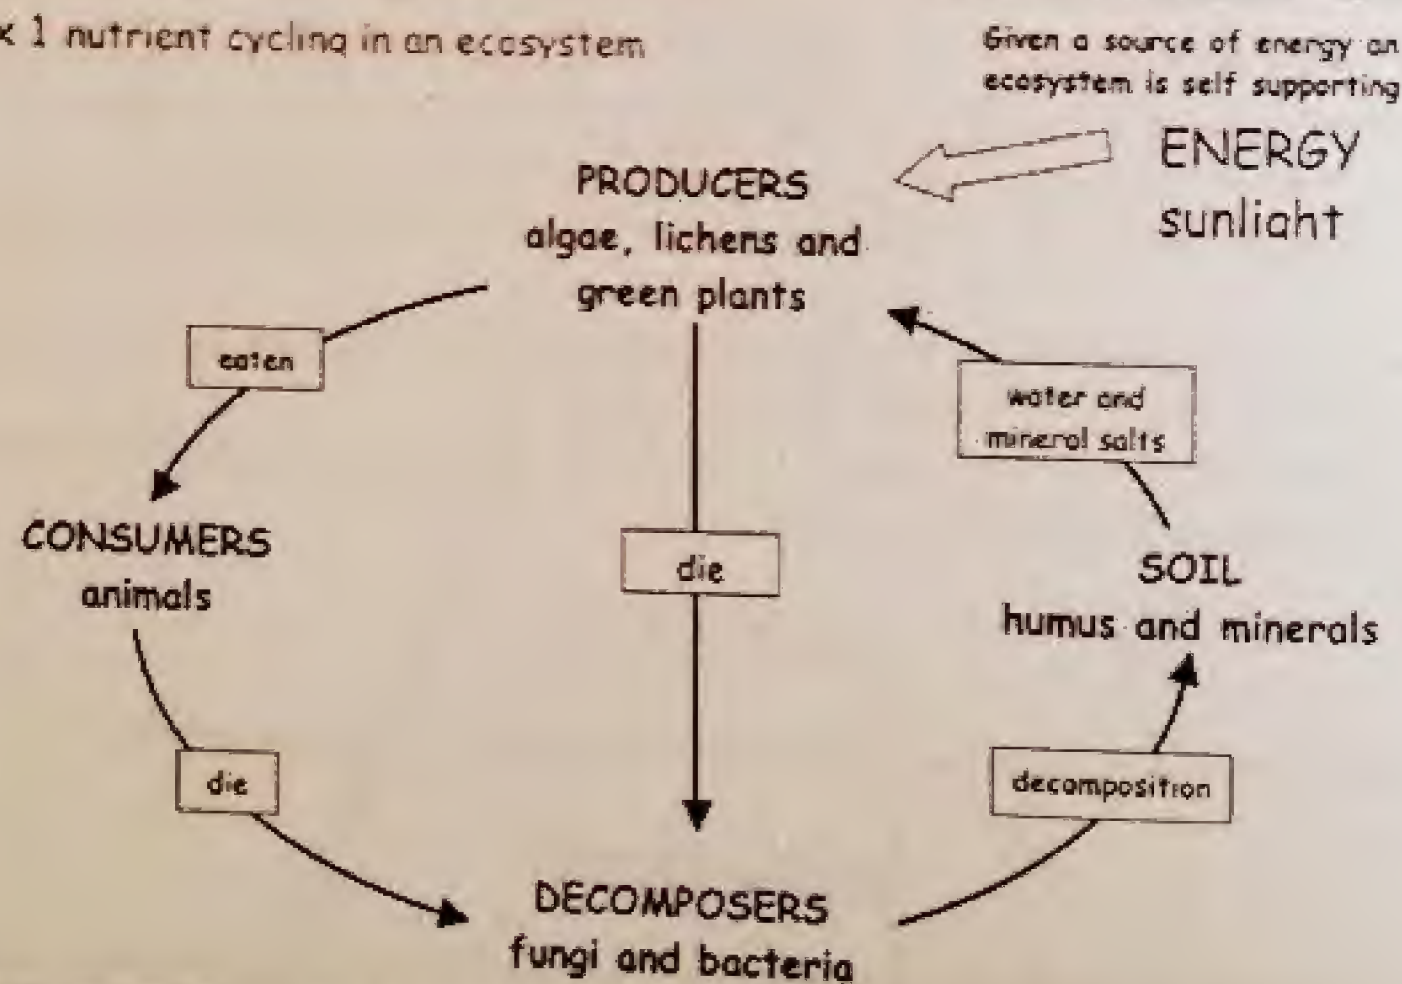 1 nutrient cycling in an ecosystem
Given a source of energy an
ecosystem is self supporting
ENERGY
sunlight
PRODUCERS
algae, lichens and
green plants
eaten
water and
mineral salts
CONSUMERS
animals
die
SOIL
humus and minerals
die
decomposition
DECOMPOSERS
fungi and bacteria